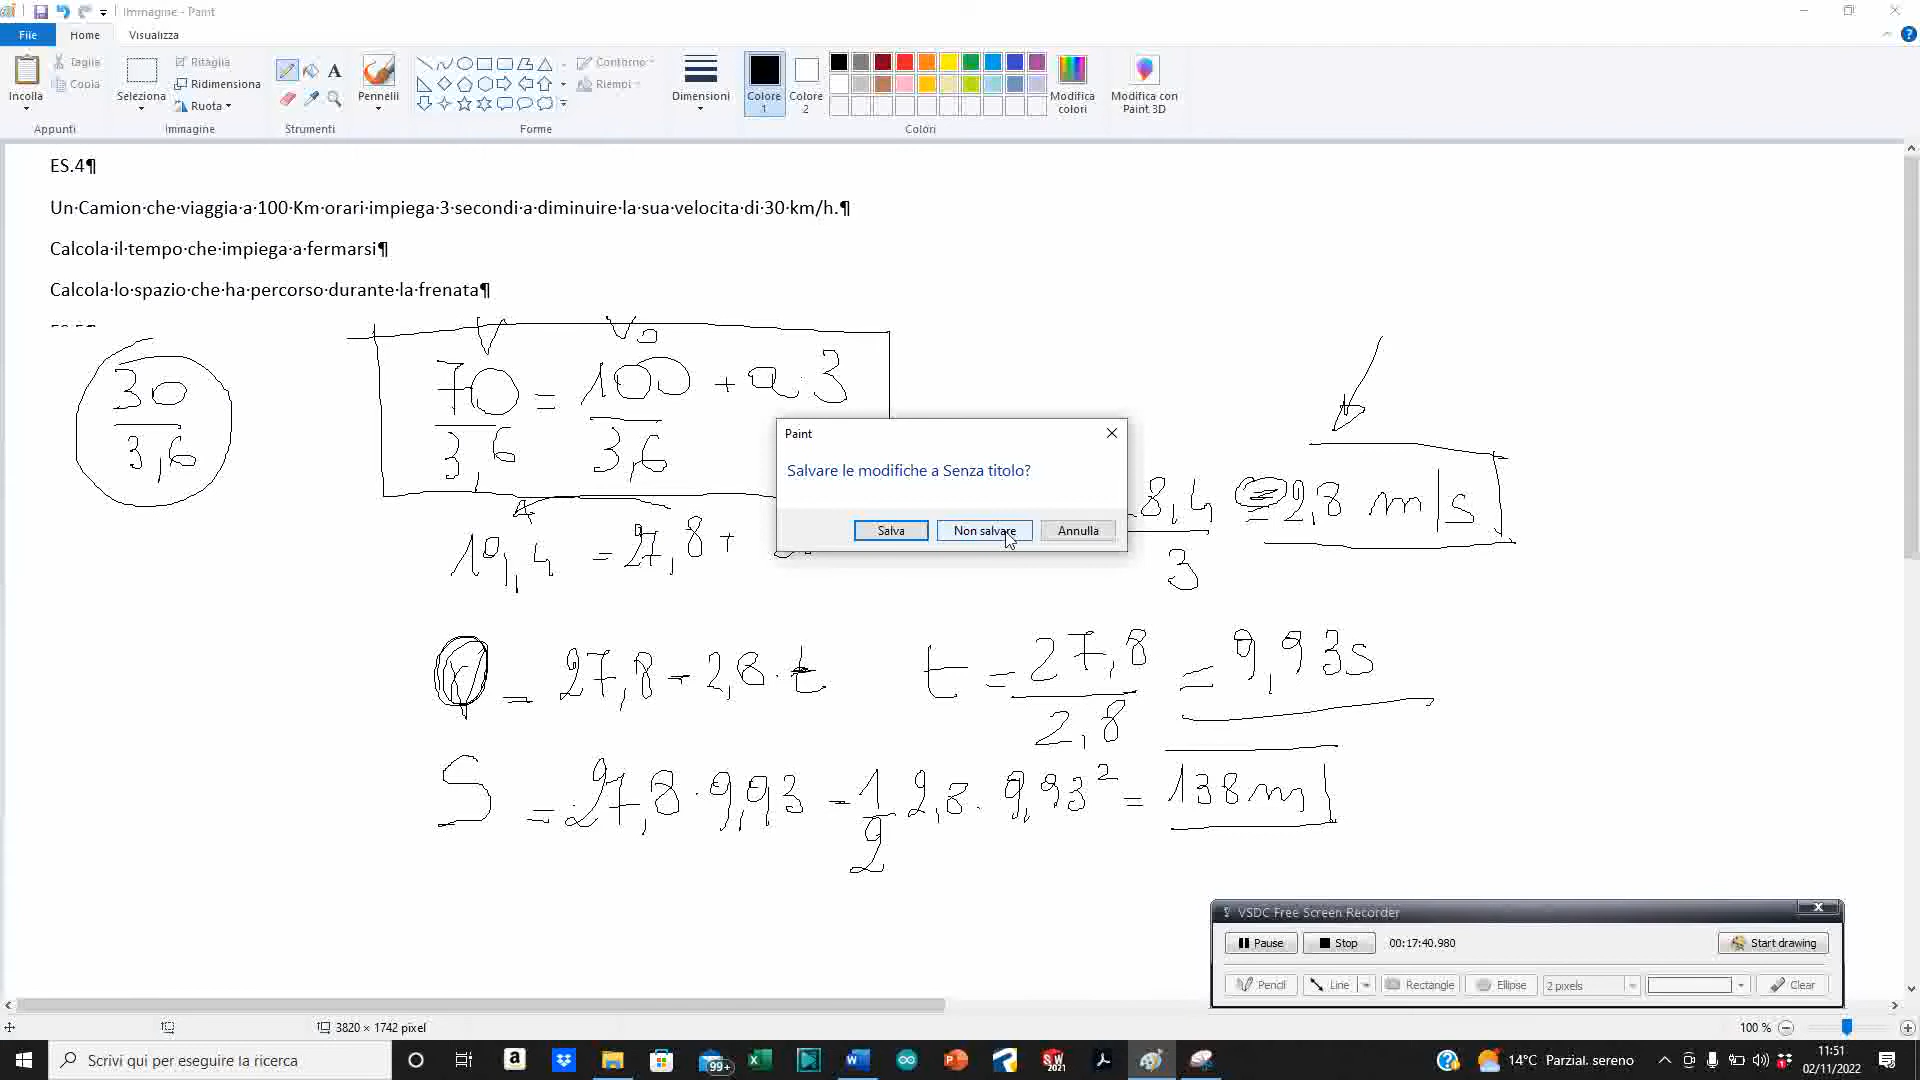 Immagine - Paint
File Home Visualizza
Incolla
Taglia
Copia
Appunti
Seleziona
Ritaglia
Ridimensiona
Ruota
Immagine
Strumenti
Pennelli
Contorno
Riempi
Forme
Dimensioni
Colore 1
Colore 2
Colori
Modifica colori
Modifica con Paint 3D
ES.4¶
Un·Camion·che·viaggia·a·100·Km·orari·impiega·3·secondi·a·diminuire·la·sua·velocita·di·30·km/h.¶
Calcola·il·tempo·che·impiega·a·fermarsi¶
Calcola·lo·spazio·che·ha·percorso·durante·la·frenata¶
V V0
30
3,6
70 = 100 + a·3
3,6 3,6
Paint
Salvare le modifiche a Senza titolo?
Salva Non salvare Annulla
19,4 = 27,8 +
8,4 = 2,8 m/s
3
0 = 27,8 - 2,8·t t = 27,8 = 9,93s
2,8
S = 27,8·9,93 - 1 2,8·9,93² = 138m
2
VSDC Free Screen Recorder
Pause Stop 00:17:40.980 Start drawing
Pencil Line Rectangle Ellipse 2 pixels Clear
3820 × 1742 pixel
100 %
Scrivi qui per eseguire la ricerca
99+
SW 2021
14°C Parzial. sereno
11:51
02/11/2022